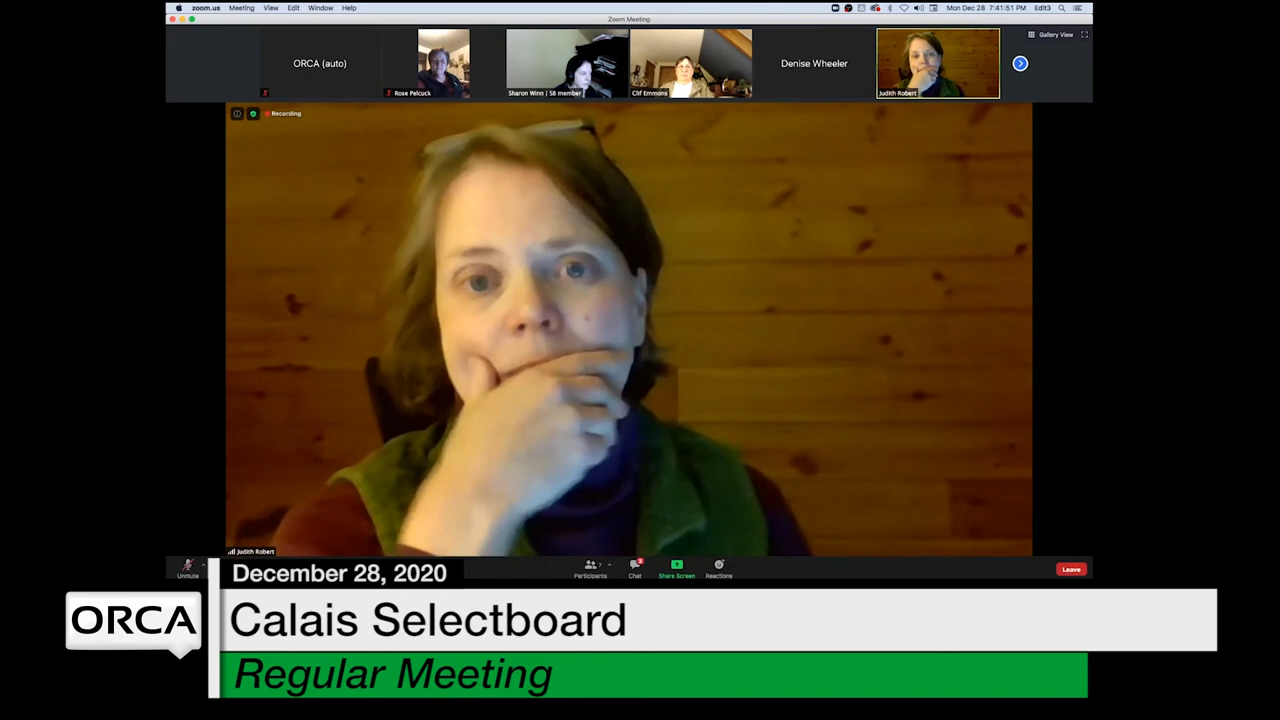 zoom.us Meeting View Edit Window Help
Mon Dec 28 7:41:51 PM Edit3
Zoom Meeting
Gallery View
ORCA (auto)
Denise Wheeler
Rose Pelcuck
Sharon Winn | SB member
Clif Emmons
Judith Robert
Recording
Judith Robert
Unmute
Participants 7
Chat
Share Screen
Reactions
Leave
December 28, 2020
ORCA
Calais Selectboard
Regular Meeting